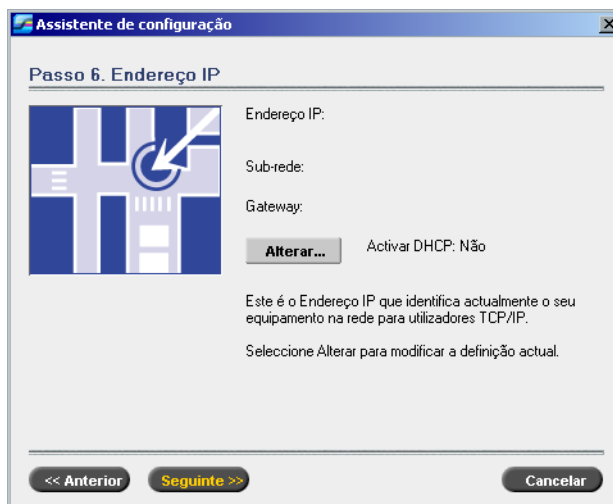 Assistente de configuração
Passo 6. Endereço IP
Endereço IP:
Sub-rede:
Gateway:
Alterar... Activar DHCP: Não
Este é o Endereço IP que identifica actualmente o seu
equipamento na rede para utilizadores TCP/IP.
Seleccione Alterar para modificar a definição actual.
<< Anterior Seguinte >> Cancelar